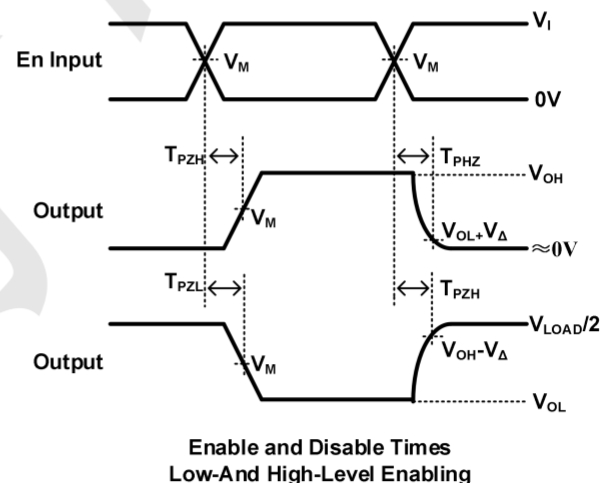 V_I
En Input
V_M
V_M
0V
T_PZH
T_PHZ
V_OH
Output
V_M
V_OL+V_Δ
≈0V
T_PZL
T_PZH
V_LOAD/2
Output
V_M
V_OH-V_Δ
V_OL
Enable and Disable Times
Low-And High-Level Enabling